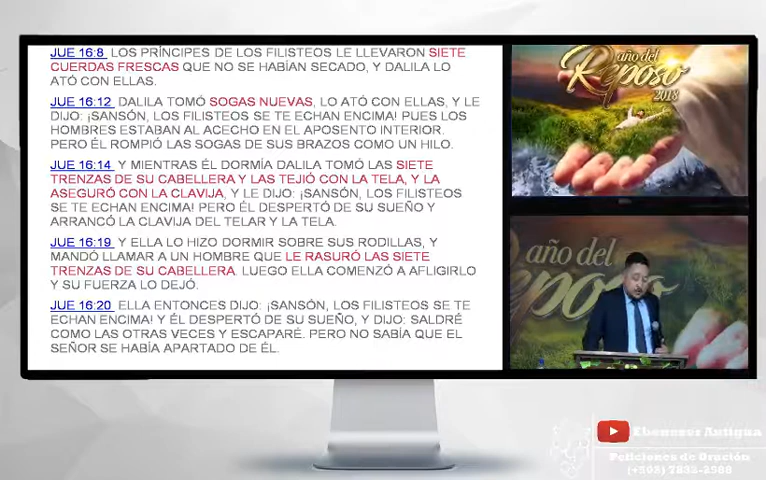 JUE 16:8 LOS PRÍNCIPES DE LOS FILISTEOS LE LLEVARON SIETE
CUERDAS FRESCAS QUE NO SE HABÍAN SECADO, Y DALILA LO
ATÓ CON ELLAS.
JUE 16:12 DALILA TOMÓ SOGAS NUEVAS, LO ATÓ CON ELLAS, Y LE
DIJO: ¡SANSÓN, LOS FILISTEOS SE TE ECHAN ENCIMA! PUES LOS
HOMBRES ESTABAN AL ACECHO EN EL APOSENTO INTERIOR.
PERO ÉL ROMPIÓ LAS SOGAS DE SUS BRAZOS COMO UN HILO.
JUE 16:14 Y MIENTRAS ÉL DORMÍA DALILA TOMÓ LAS SIETE
TRENZAS DE SU CABELLERA Y LAS TEJIÓ CON LA TELA, Y LA
ASEGURÓ CON LA CLAVIJA, Y LE DIJO: ¡SANSÓN, LOS FILISTEOS
SE TE ECHAN ENCIMA! PERO ÉL DESPERTÓ DE SU SUEÑO Y
ARRANCÓ LA CLAVIJA DEL TELAR Y LA TELA.
JUE 16:19 Y ELLA LO HIZO DORMIR SOBRE SUS RODILLAS, Y
MANDÓ LLAMAR A UN HOMBRE QUE LE RASURÓ LAS SIETE
TRENZAS DE SU CABELLERA. LUEGO ELLA COMENZÓ A AFLIGIRLO
Y SU FUERZA LO DEJÓ.
JUE 16:20 ELLA ENTONCES DIJO: ¡SANSÓN, LOS FILISTEOS SE TE
ECHAN ENCIMA! Y ÉL DESPERTÓ DE SU SUEÑO, Y DIJO: SALDRÉ
COMO LAS OTRAS VECES Y ESCAPARÉ. PERO NO SABÍA QUE EL
SEÑOR SE HABÍA APARTADO DE ÉL.
año del
Reposo
2018
año del
Ebenezer Antigua
Peticiones de Oración